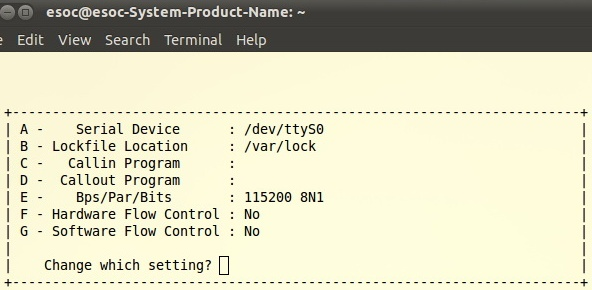 esoc@esoc-System-Product-Name: ~
Edit View Search Terminal Help
+------------------------------------------------------------------------+
| A -    Serial Device      : /dev/ttyS0                                 |
| B - Lockfile Location     : /var/lock                                  |
| C -   Callin Program      :                                            |
| D -  Callout Program      :                                            |
| E -    Bps/Par/Bits       : 115200 8N1                                 |
| F - Hardware Flow Control : No                                         |
| G - Software Flow Control : No                                         |
|                                                                        |
|    Change which setting?                                               |
+------------------------------------------------------------------------+